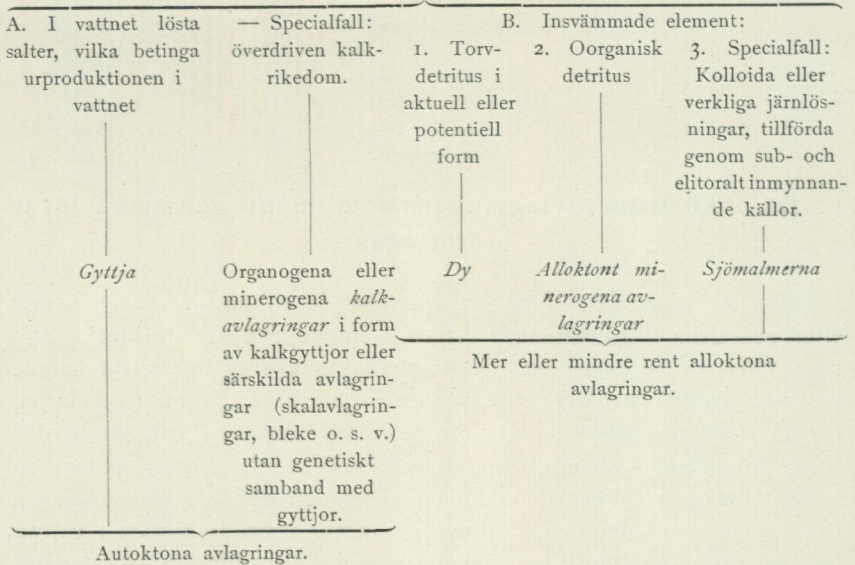 A. I vattnet lösta
salter, vilka betinga
urproduktionen i
vattnet
— Specialfall:
överdriven kalk-
rikedom.
B. Insvämmade element:
1. Torv-
detritus i
aktuell eller
potentiell
form
2. Oorganisk
detritus
3. Specialfall:
Kolloida eller
verkliga järnlös-
ningar, tillförda
genom sub- och
elitoralt inmynnan-
de källor.
Gyttja
Organogena eller
minerogena kalk-
avlagringar i form
av kalkgyttjor eller
särskilda avlagrin-
gar (skalavlagrin-
gar, bleke o. s. v.)
utan genetiskt
samband med
gyttjor.
Dy
Alloktont mi-
nerogena av-
lagringar
Sjömalmerna
Mer eller mindre rent alloktona
avlagringar.
Autoktona avlagringar.